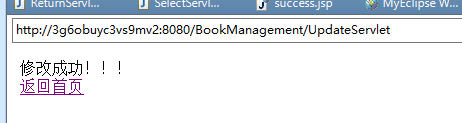 ReturnServl...
SelectServl...
success.jsp
MyEclipse W...
http://3g6obuyc3vs9mv2:8080/BookManagement/UpdateServlet
修改成功！！！
返回首页